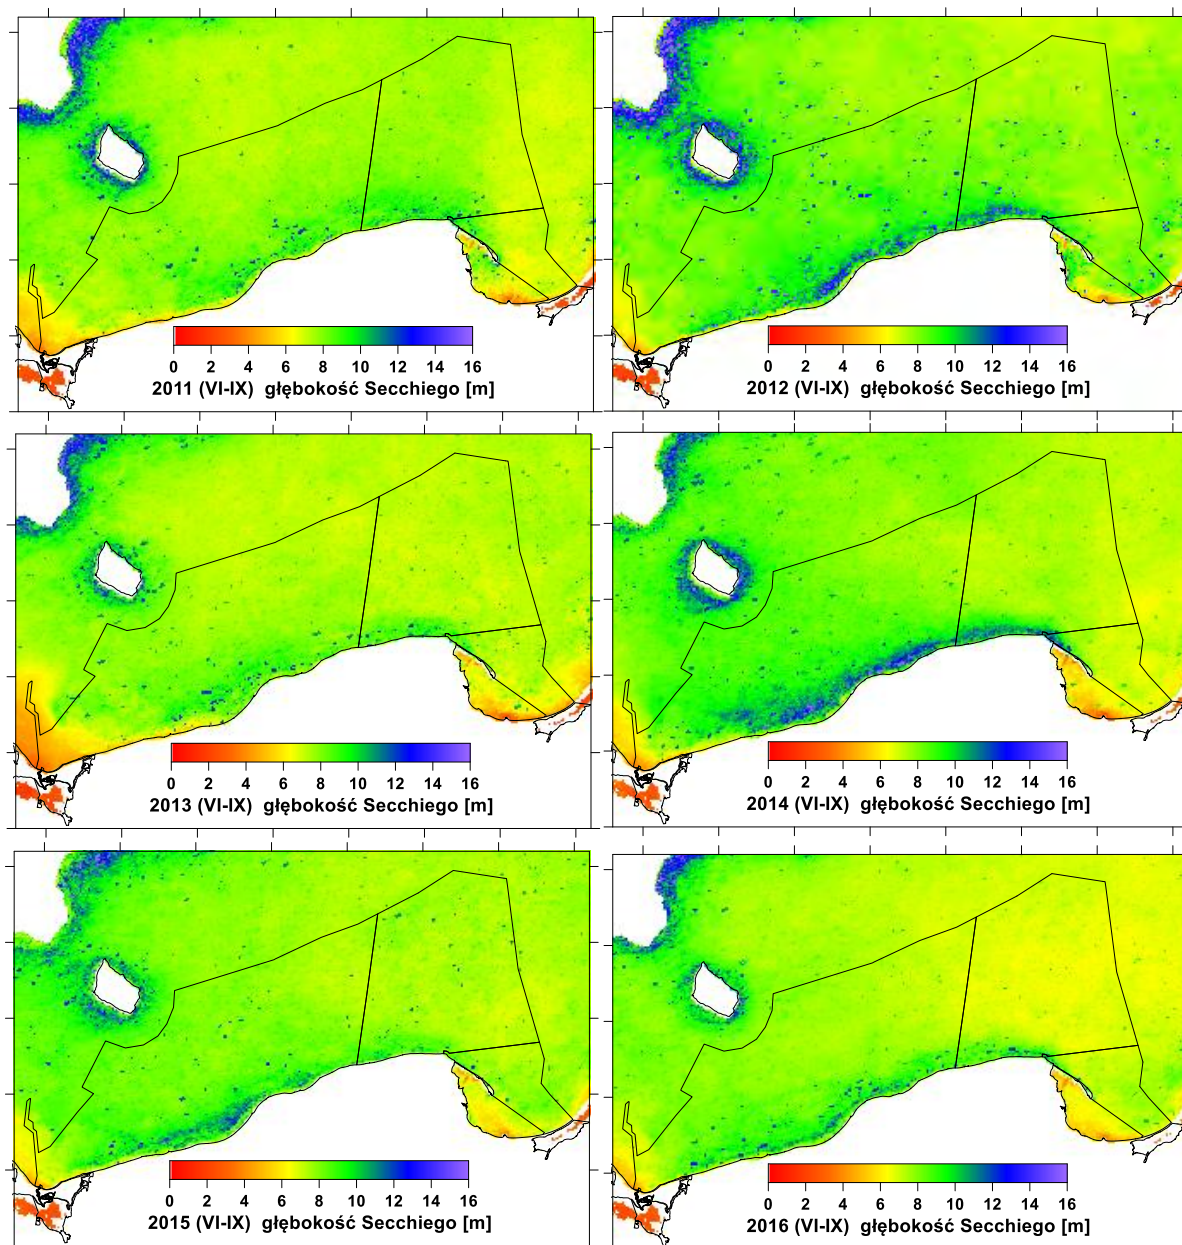 0 2 4 6 8 10 12 14 16
2011 (VI-IX) głębokość Secchiego [m]
0 2 4 6 8 10 12 14 16
2012 (VI-IX) głębokość Secchiego [m]
0 2 4 6 8 10 12 14 16
2013 (VI-IX) głębokość Secchiego [m]
0 2 4 6 8 10 12 14 16
2014 (VI-IX) głębokość Secchiego [m]
0 2 4 6 8 10 12 14 16
2015 (VI-IX) głębokość Secchiego [m]
0 2 4 6 8 10 12 14 16
2016 (VI-IX) głębokość Secchiego [m]